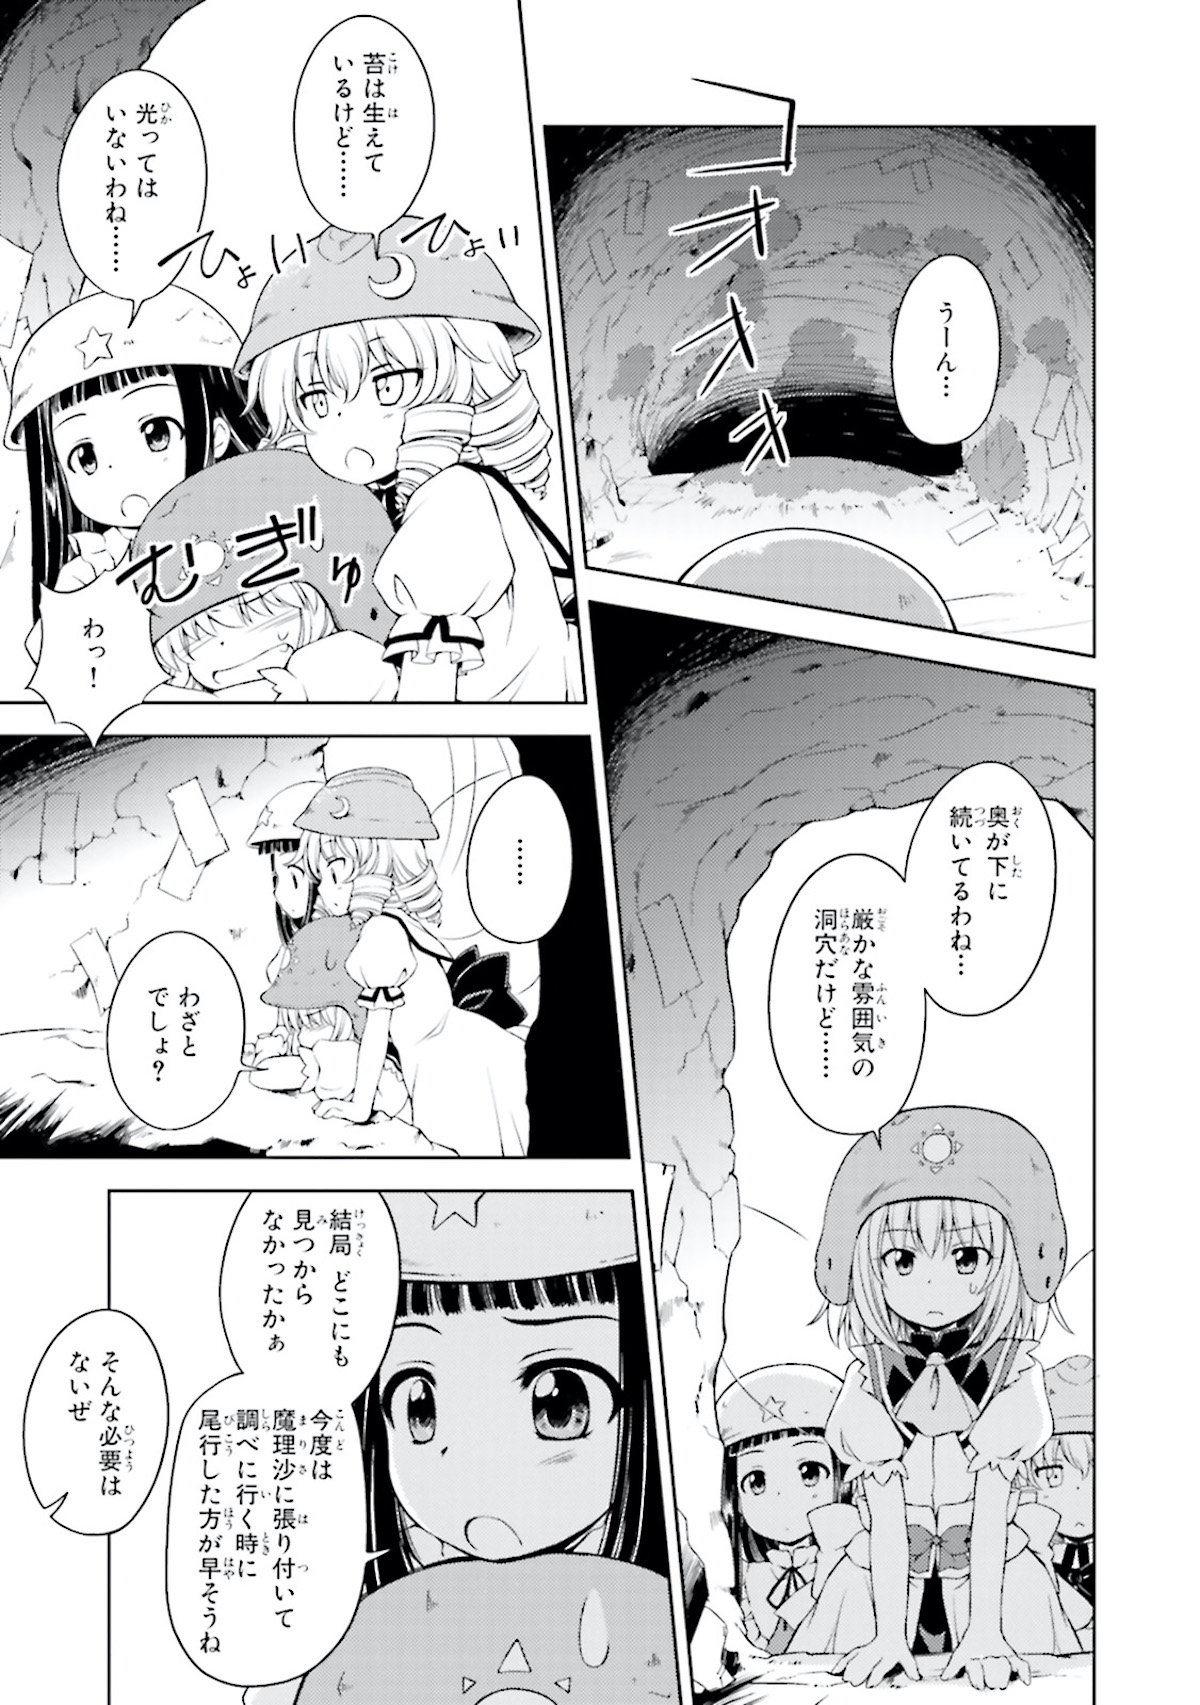 コォォォ
うーん…
奥が下に
続いてるわね…
厳かな雰囲気の
洞穴だけど……
苔は生えて
いるけど……
ひょいっ
光っては
いないわね……
ひょいっ
むぎぎゅ
わっ！
……
わざと
でしょ？
結局 どこにも
見つから
なかったかぁ
今度は
魔理沙に張り付いて
調べに行く時に
尾行した方が早そうね
そんな必要は
ないぜ